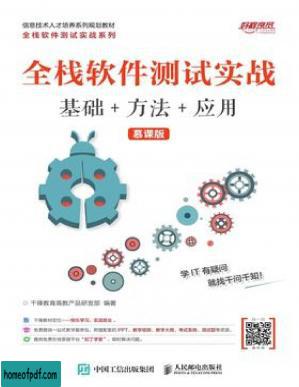 信息技术人才培养系列规划教材
全栈软件测试实战系列
全栈软件测试实战
基础 + 方法 + 应用
慕课版
学IT有疑问
就找千问千知!
千锋教育高教产品研发部 编著
中国工信出版集团
人民邮电出版社
homeofpdf.com